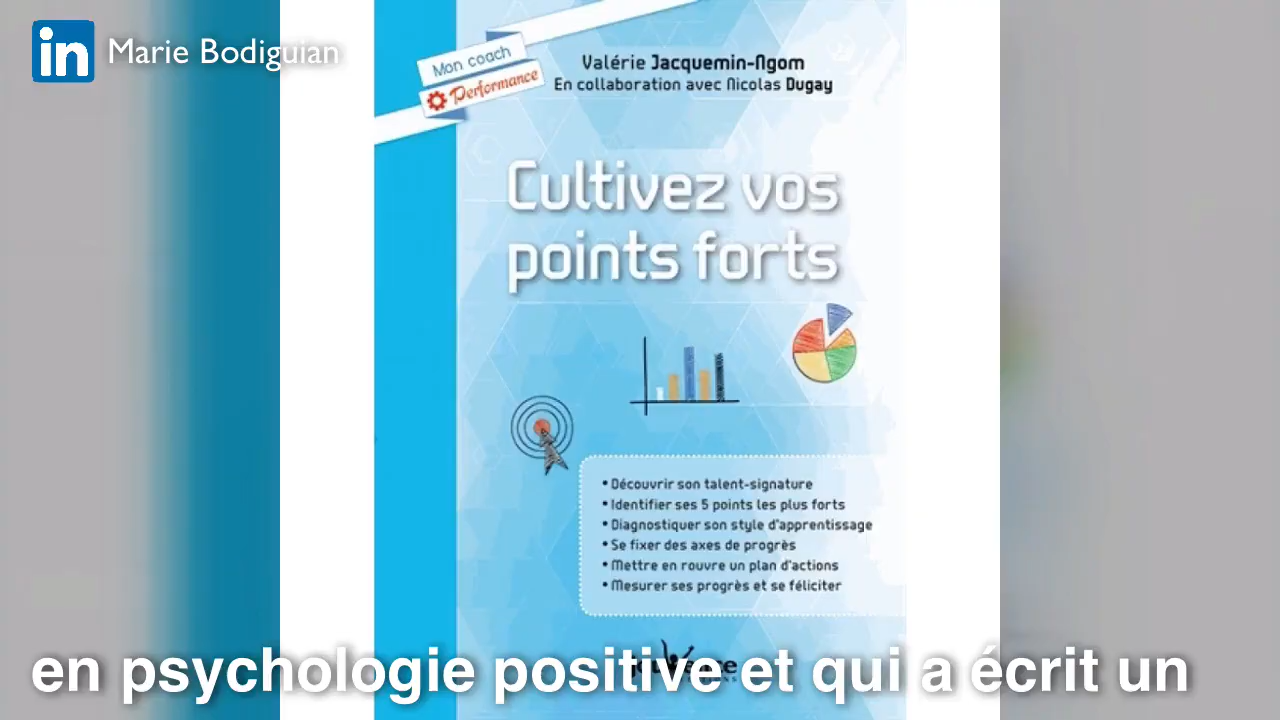 in Marie Bodiguian
Mon coach
Performance
Valérie Jacquemin-Ngom
En collaboration avec Nicolas Dugay
Cultivez vos
points forts
• Découvrir son talent-signature
• Identifier ses 5 points les plus forts
• Diagnostiquer son style d'apprentissage
• Se fixer des axes de progrès
• Mettre en rouvre un plan d'actions
• Mesurer ses progrès et se féliciter
en psychologie positive et qui a écrit un